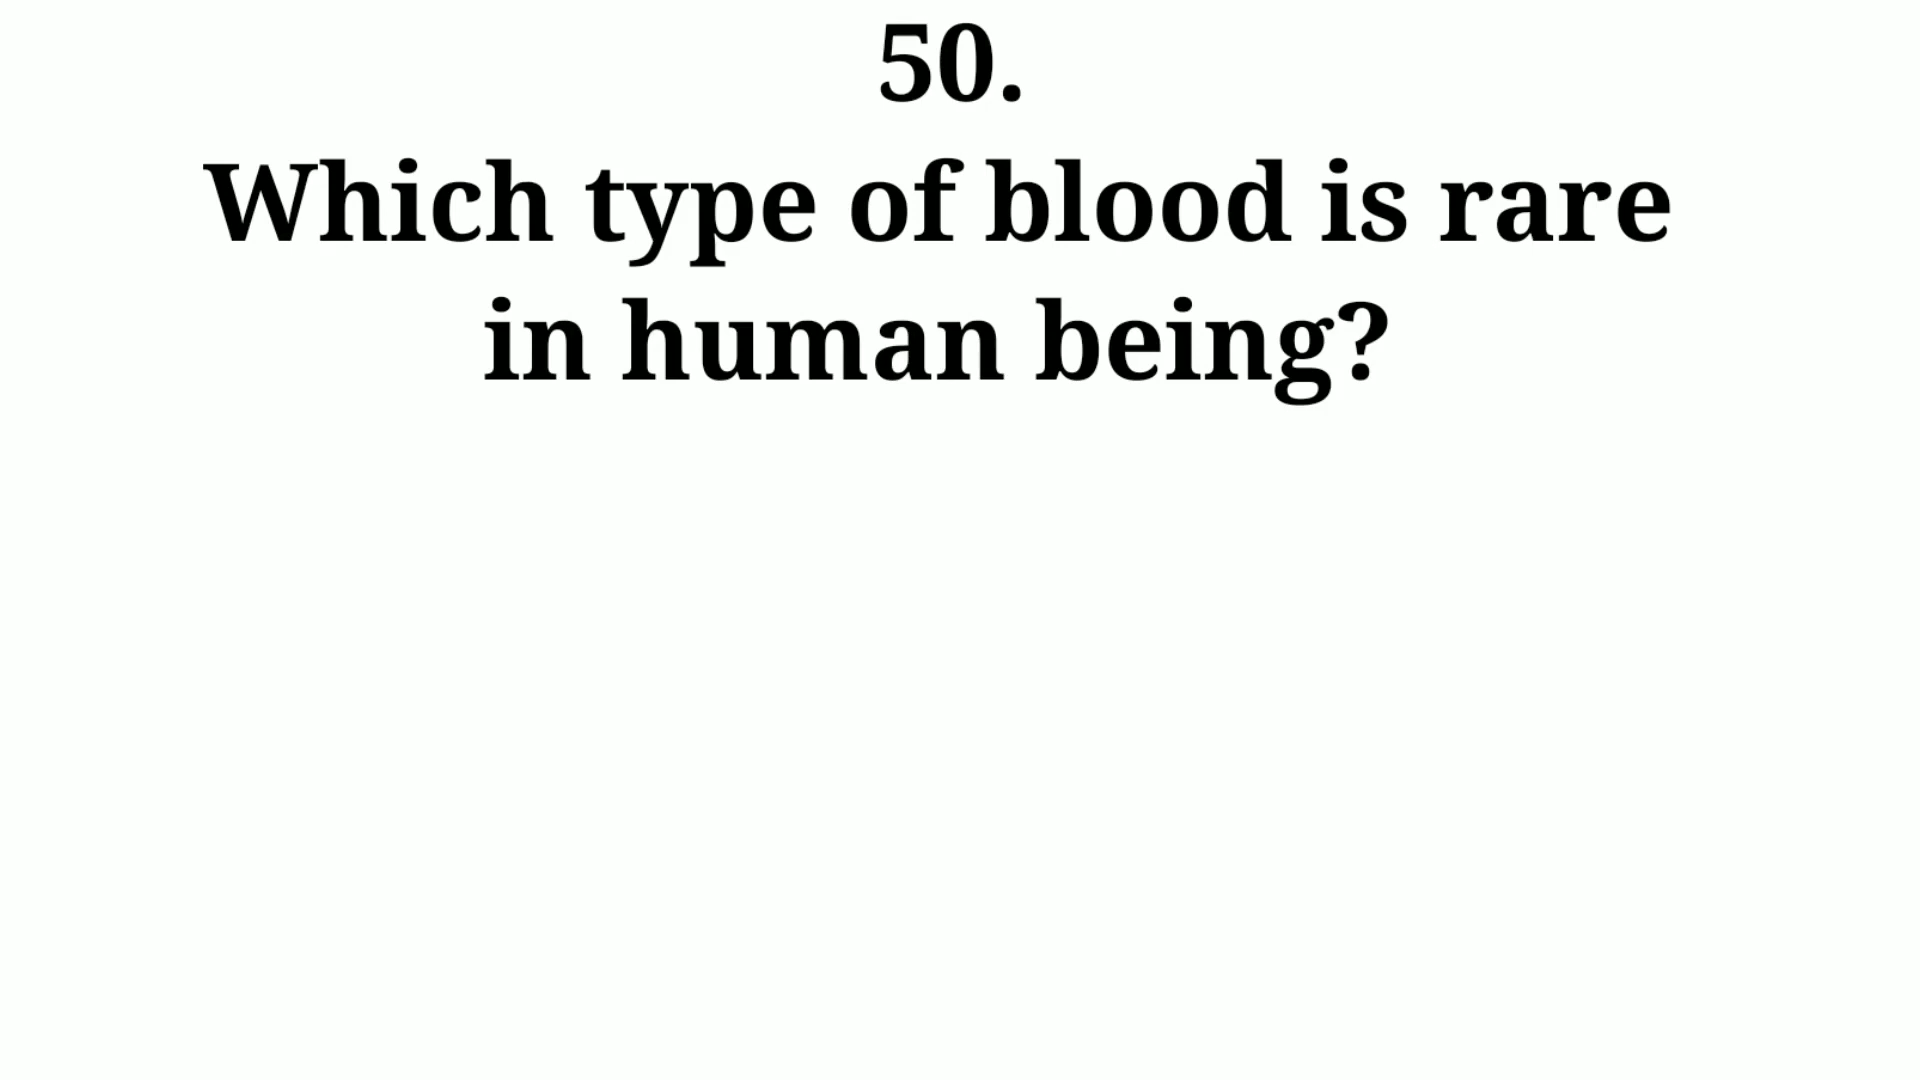 50.
Which type of blood is rare
in human being?